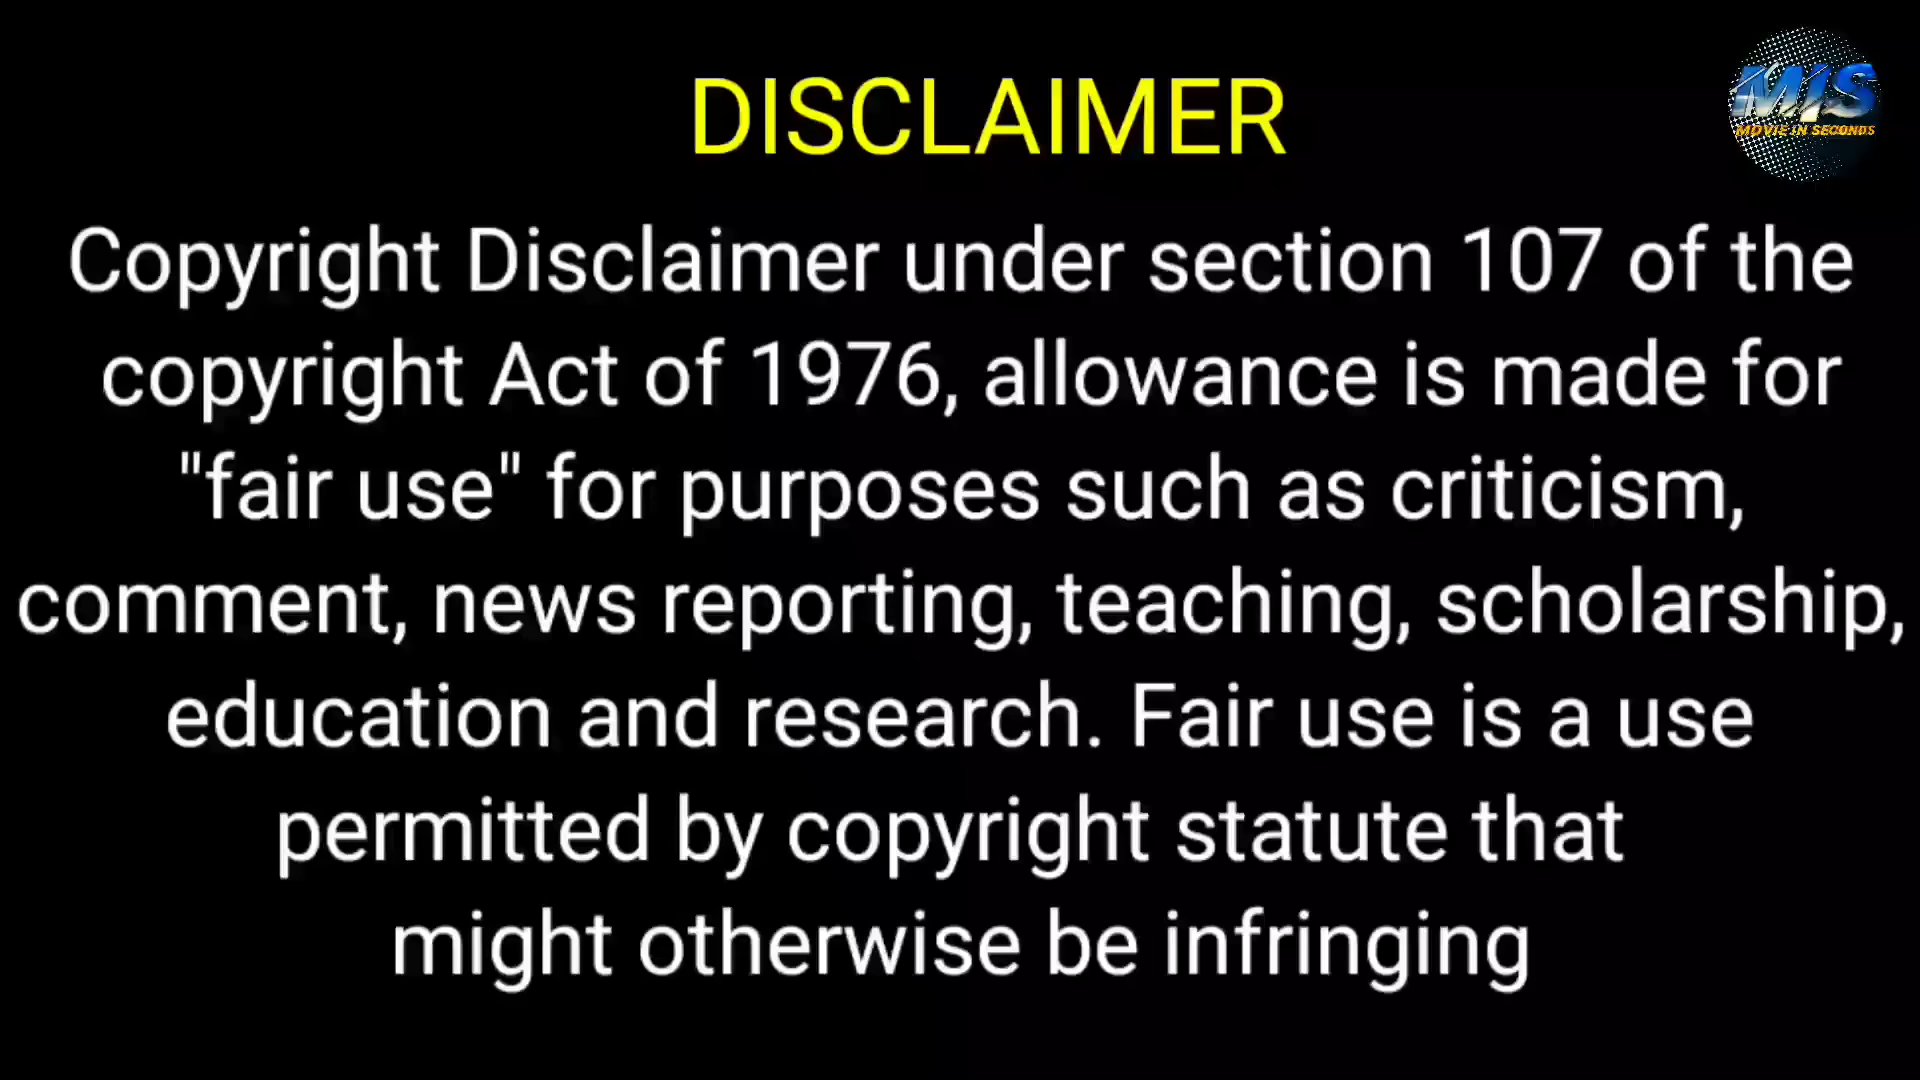 DISCLAIMER
MIS
MOVIE IN SECONDS
Copyright Disclaimer under section 107 of the
copyright Act of 1976, allowance is made for
"fair use" for purposes such as criticism,
comment, news reporting, teaching, scholarship,
education and research. Fair use is a use
permitted by copyright statute that
might otherwise be infringing